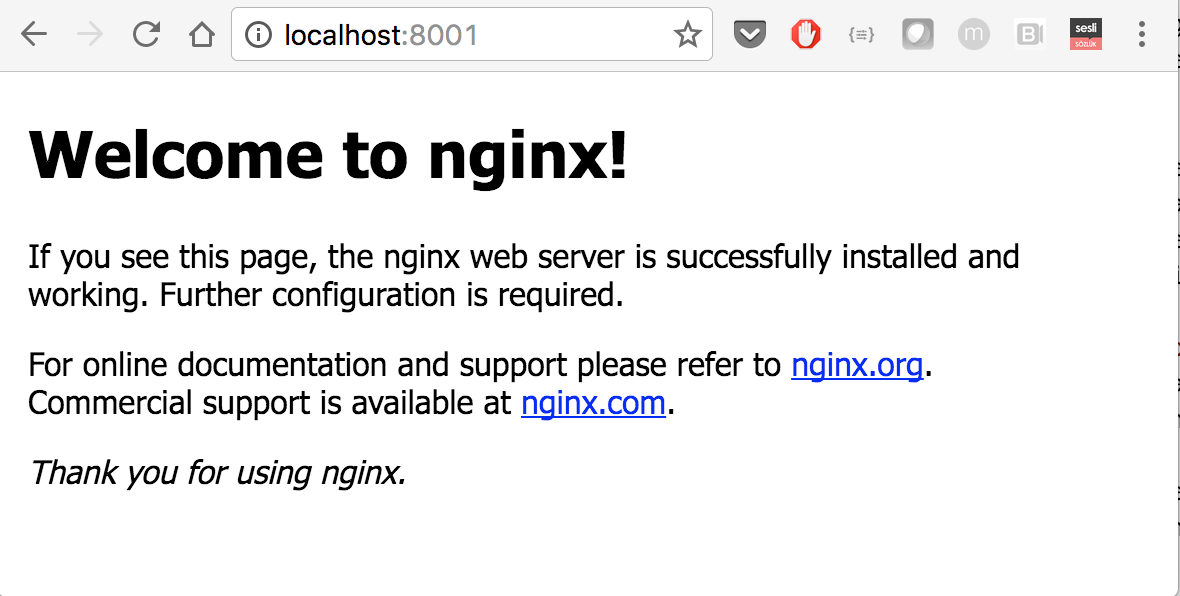 localhost:8001
m
B
sesli
SÖZLÜK
Welcome to nginx!
If you see this page, the nginx web server is successfully installed and
working. Further configuration is required.
For online documentation and support please refer to nginx.org.
Commercial support is available at nginx.com.
Thank you for using nginx.